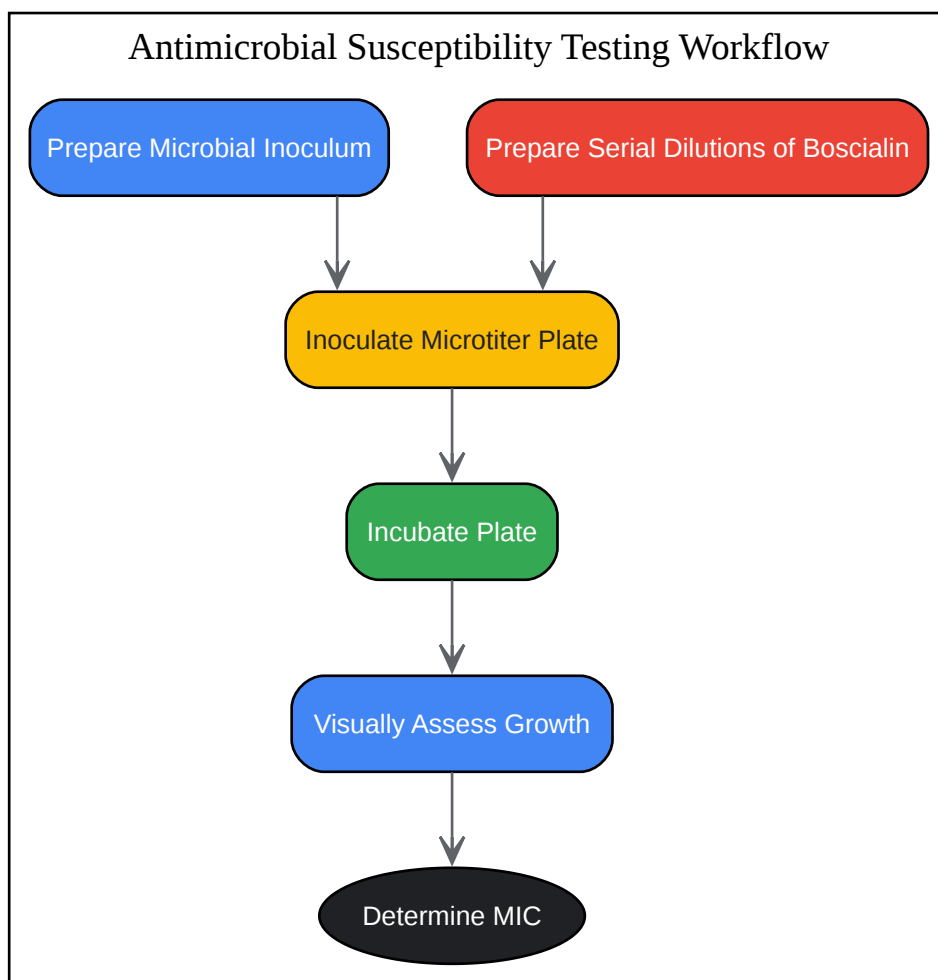 Antimicrobial Susceptibility Testing Workflow
Prepare Microbial Inoculum
Prepare Serial Dilutions of Boscialin
Inoculate Microtiter Plate
Incubate Plate
Visually Assess Growth
Determine MIC